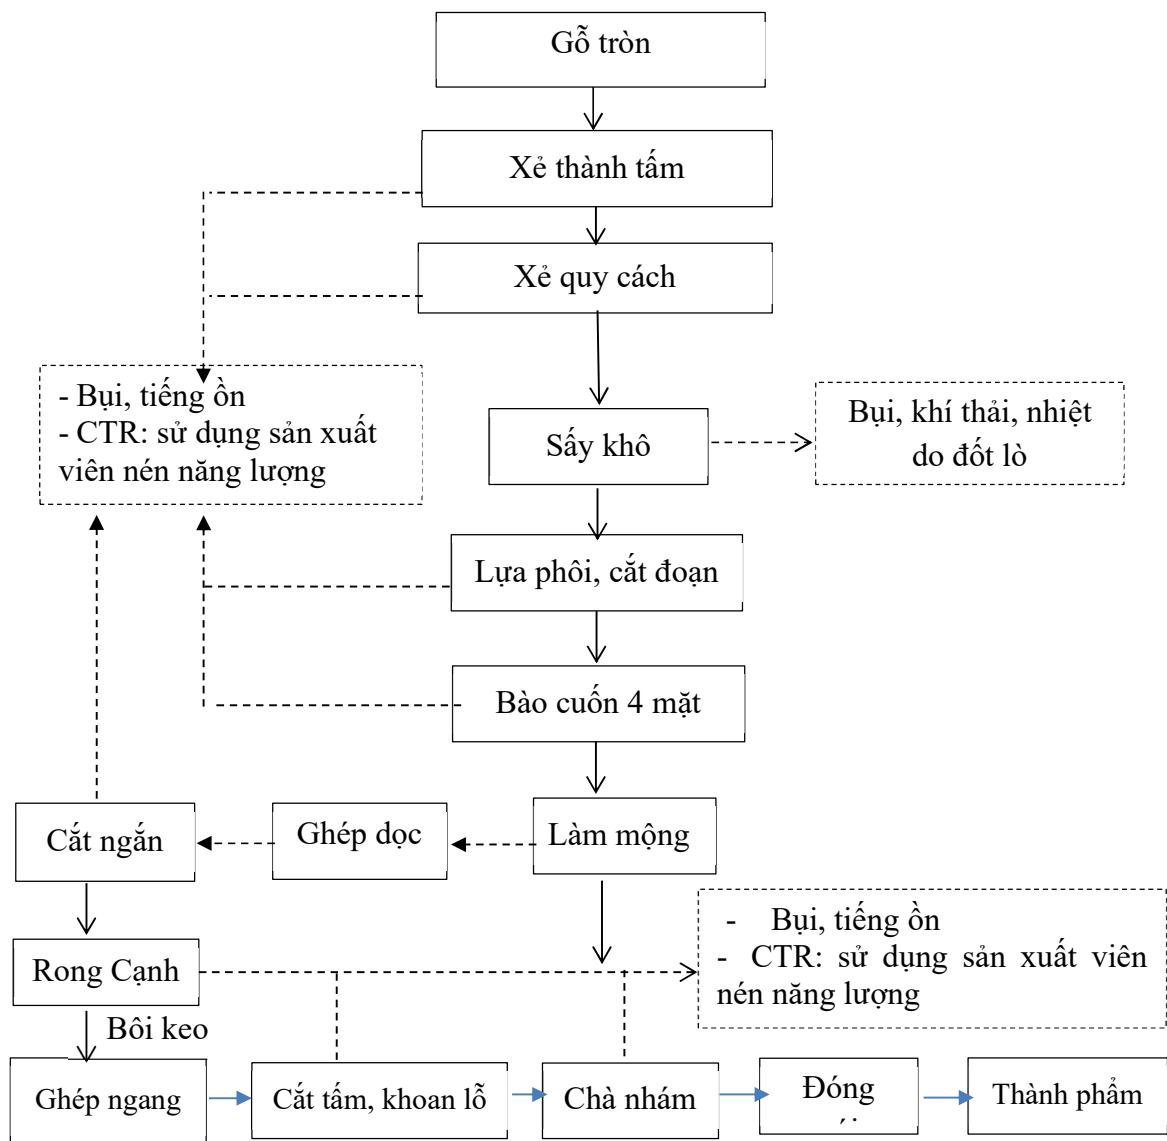 Gỗ tròn
Xẻ thành tấm
Xẻ quy cách
- Bụi, tiếng ồn
- CTR: sử dụng sản xuất
viên nén năng lượng
Sấy khô
Bụi, khí thải, nhiệt
do đốt lò
Lựa phôi, cắt đoạn
Bào cuốn 4 mặt
Cắt ngắn
Ghép dọc
Làm mộng
- Bụi, tiếng ồn
- CTR: sử dụng sản xuất viên
nén năng lượng
Rong Cạnh
Bôi keo
Ghép ngang
Cắt tấm, khoan lỗ
Chà nhám
Đóng
Thành phẩm